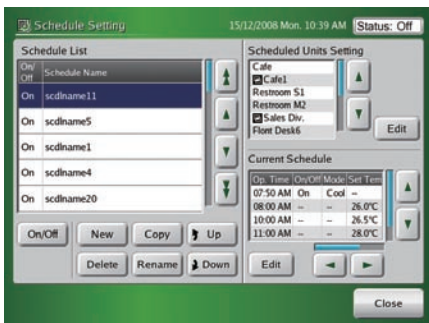 Schedule Setting
15/12/2008 Mon. 10:39 AM
Status: Off
Schedule List
On/Off
Schedule Name
On scdlname11
On scdlname5
On scdlname1
On scdlname4
On scdlname20
On/Off
New
Copy
Up
Delete
Rename
Down
Scheduled Units Setting
Cafe
Cafe1
Restroom S1
Restroom M2
Sales Div.
Flont Desk6
Edit
Current Schedule
Op. Time On/Off Mode Set Tem
07:50 AM On Cool --
08:00 AM -- -- 26.0°C
10:00 AM -- -- 26.5°C
11:00 AM -- -- 28.0°C
Edit
Close